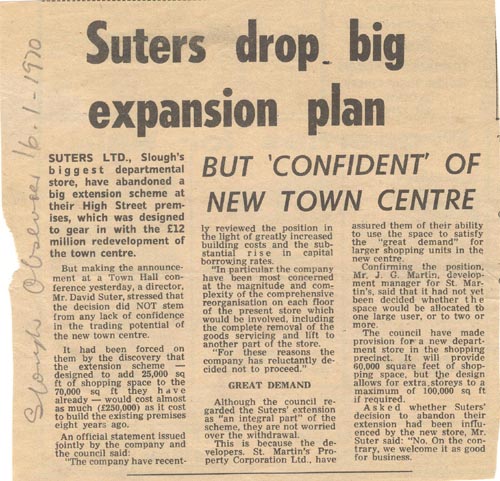 Slough Observer 16.1-1970
Suters drop big
expansion plan
BUT 'CONFIDENT' OF
NEW TOWN CENTRE
SUTERS LTD., Slough's
biggest departmental
store, have abandoned a
big extension scheme at
their High Street prem-
ises, which was designed
to gear in with the £12
million redevelopment of
the town centre.
But making the announce-
ment at a Town Hall con-
ference yesterday, a director,
Mr. David Suter, stressed that
the decision did NOT stem
from any lack of confidence
in the trading potential of
the new town centre.
It had been forced on
them by the discovery that
the extension scheme —
designed to add 25,000 sq
ft of shopping space to the
70,000 sq ft they have
already — would cost almost
as much (£250,000) as it cost
to build the existing premises
eight years ago.
An official statement issued
jointly by the company and
the council said:
"The company have recent-
ly reviewed the position in
the light of greatly increased
building costs and the sub-
stantial rise in capital
borrowing rates.
"In particular the company
have been most concerned
at the magnitude and com-
plexity of the comprehensive
reorganisation on each floor
of the present store which
would be involved, including
the complete removal of the
goods servicing and lift to
another part of the store.
"For these reasons the
company has reluctantly de-
cided not to proceed."
GREAT DEMAND
Although the council re-
garded the Suters' extension
as "an integral part" of the
scheme, they are not worried
over the withdrawal.
This is because the de-
velopers. St. Martin's Pro-
perty Corporation Ltd., have
assured them of their ability
to use the space to satisfy
the "great demand" for
larger shopping units in the
new centre.
Confirming the position,
Mr. J. G. Martin, develop-
ment manager for St. Mar-
tin's, said that it had not yet
been decided whether the
space would be allocated to
one large user, or to two or
more.
The council have made
provision for a new depart-
ment store in the shopping
precinct. It will provide
60,000 square feet of shop-
ping space, but the design
allows for extra storeys to a
maximum of 100,000 sq ft
if required.
Asked whether Suters'
decision to abandon their
extension had been influ-
enced by the new store, Mr.
Suter said: "No. On the con-
trary, we welcome it as good
for business.